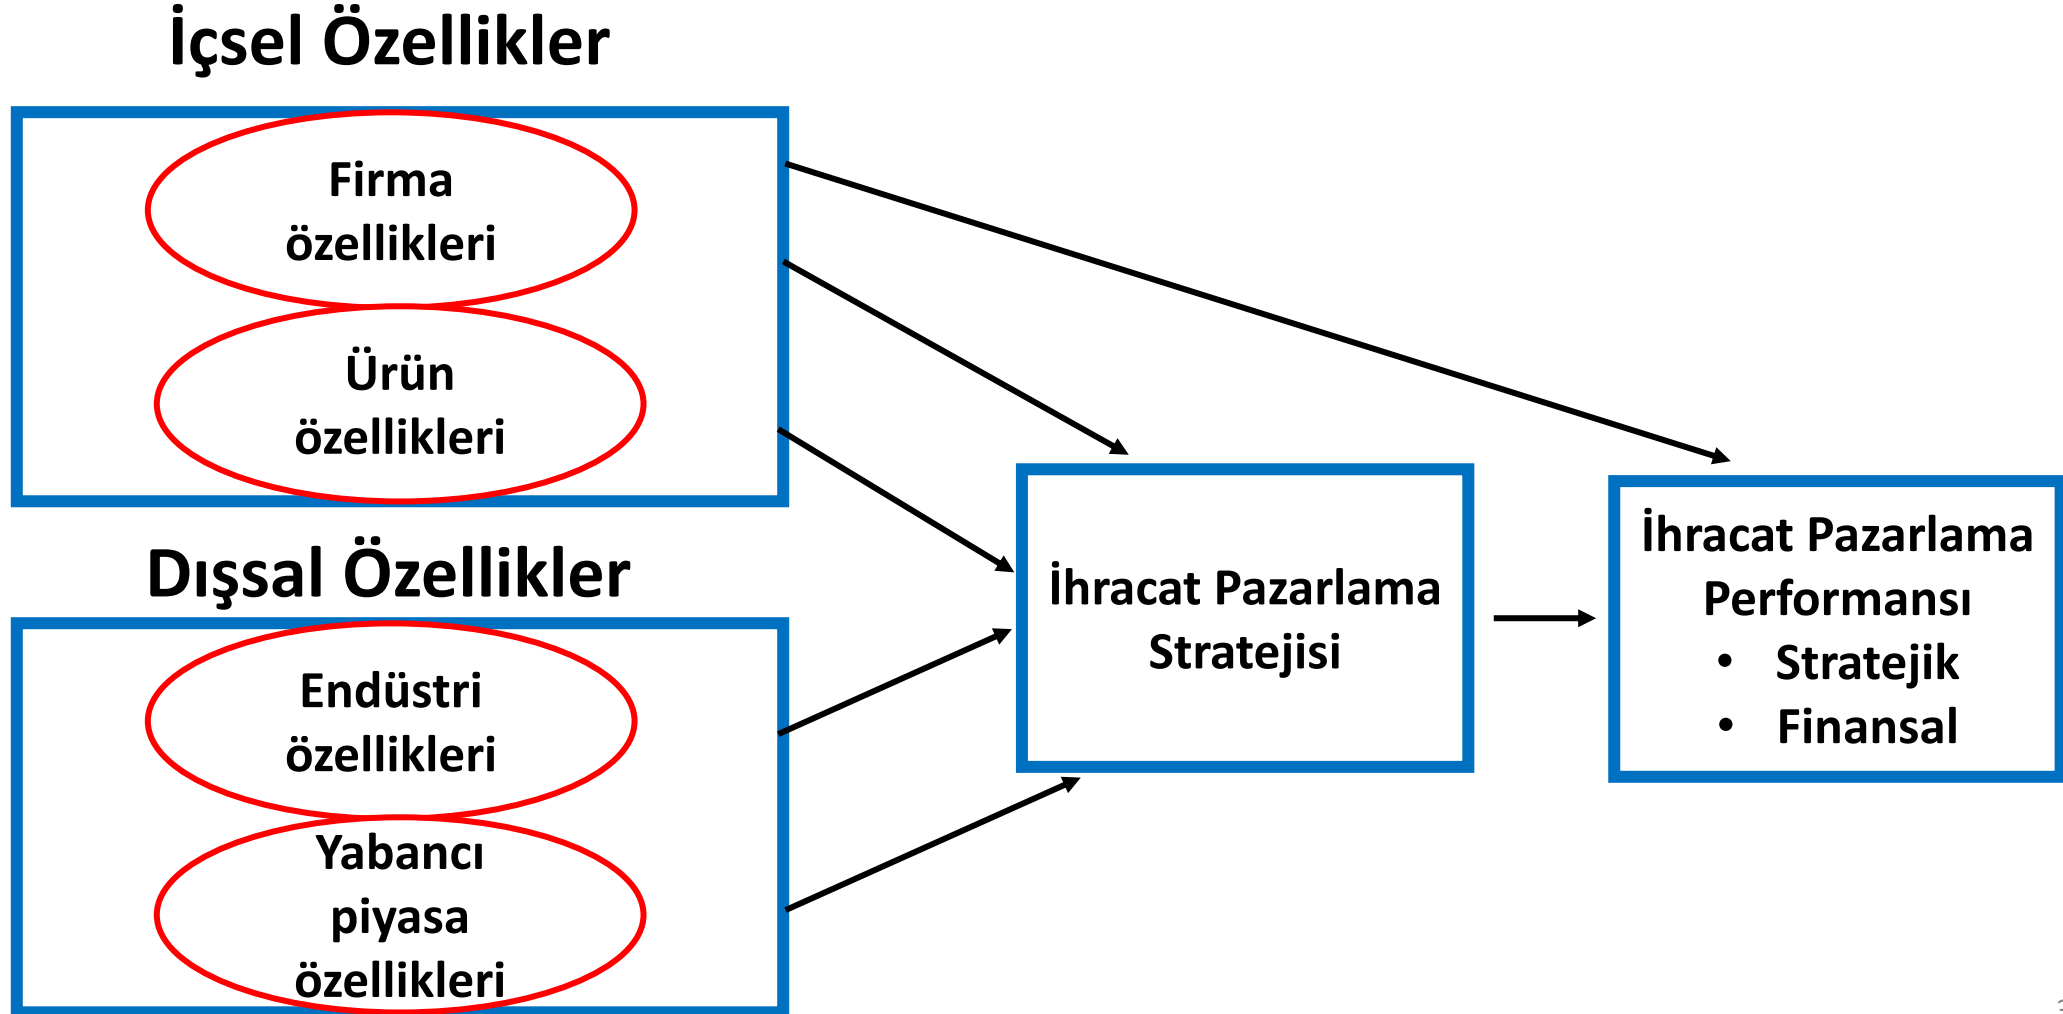 İçsel Özellikler
Firma
özellikleri
Ürün
özellikleri
Dışsal Özellikler
Endüstri
özellikleri
Yabancı
piyasa
özellikleri
İhracat Pazarlama
Stratejisi
İhracat Pazarlama
Performansı
• Stratejik
• Finansal